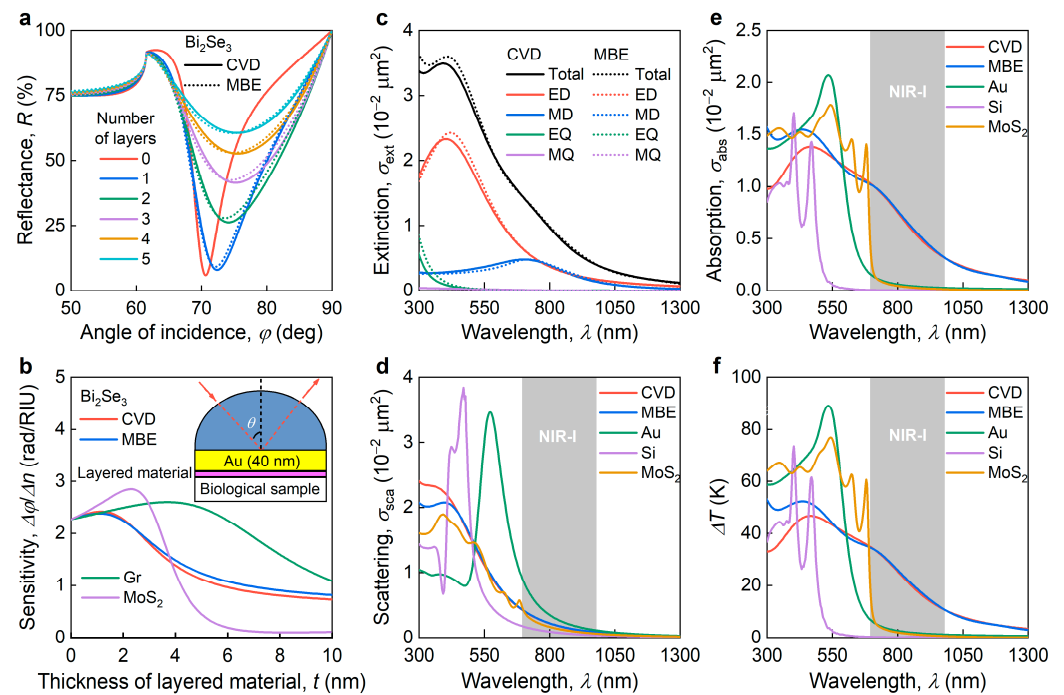 a
Reflectance, R (%)
100
75
50
25
0
Bi₂Se₃
CVD
MBE
Number
of layers
0
1
2
3
4
5
50 60 70 80 90
Angle of incidence, φ (deg)
c
Extinction, σext (10⁻² μm²)
4
3
2
1
0
CVD MBE
Total Total
ED ED
MD MD
EQ EQ
MQ MQ
300 550 800 1050 1300
Wavelength, λ (nm)
e
Absorption, σabs (10⁻² μm²)
2.5
2.0
1.5
1.0
0.5
0.0
NIR-I
CVD
MBE
Au
Si
MoS₂
300 550 800 1050 1300
Wavelength, λ (nm)
b
Sensitivity, Δφ/Δn (rad/RIU)
5
4
3
2
1
0
Bi₂Se₃
CVD
MBE
θ
Au (40 nm)
Layered material
Biological sample
Gr
MoS₂
0 2 4 6 8 10
Thickness of layered material, t (nm)
d
Scattering, σsca (10⁻² μm²)
4
3
2
1
0
NIR-I
CVD
MBE
Au
Si
MoS₂
300 550 800 1050 1300
Wavelength, λ (nm)
f
ΔT (K)
100
80
60
40
20
0
NIR-I
CVD
MBE
Au
Si
MoS₂
300 550 800 1050 1300
Wavelength, λ (nm)